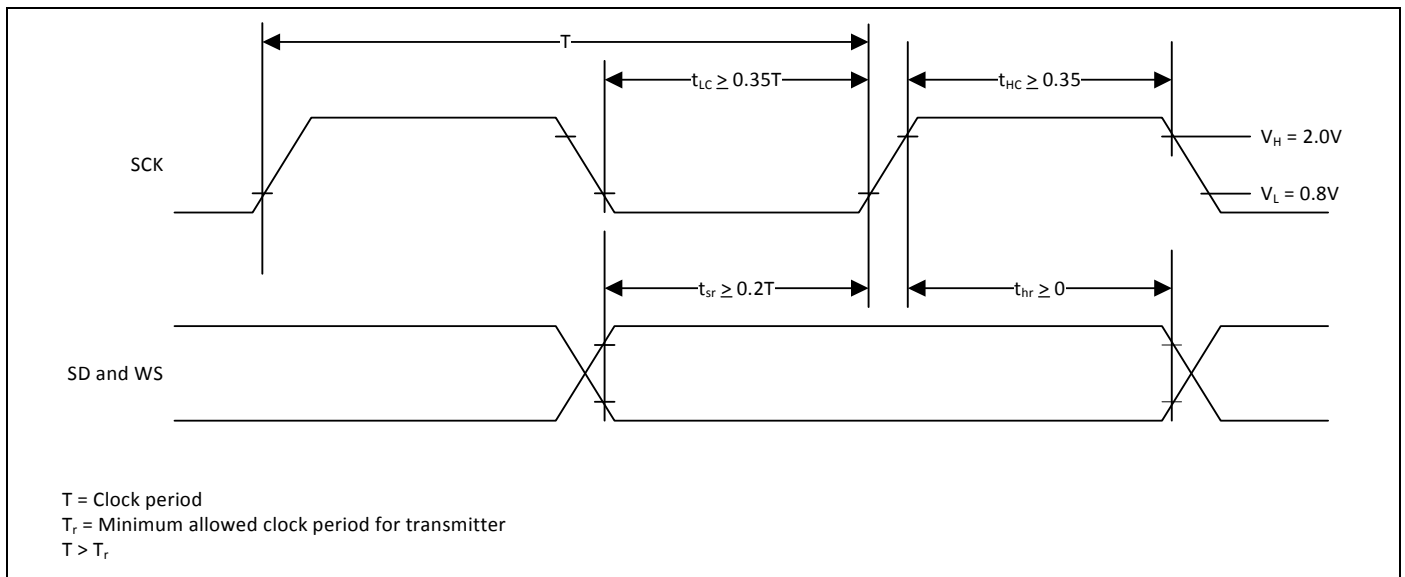 T
t_LC ≥ 0.35T
t_HC ≥ 0.35
V_H = 2.0V
SCK
V_L = 0.8V
t_sr ≥ 0.2T
t_hr ≥ 0
SD and WS
T = Clock period
T_r = Minimum allowed clock period for transmitter
T > T_r